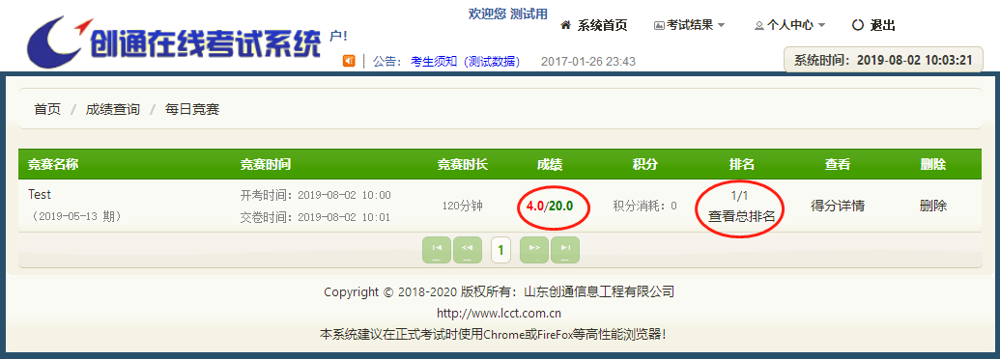 创通在线考试系统
欢迎您 测试用
户!
系统首页
考试结果
个人中心
退出
公告: 考生须知（测试数据） 2017-01-26 23:43
系统时间: 2019-08-02 10:03:21
首页 / 成绩查询 / 每日竞赛
竞赛名称 竞赛时间 竞赛时长 成绩 积分 排名 查看 删除
Test
（2019-05-13 期）
开考时间: 2019-08-02 10:00
交卷时间: 2019-08-02 10:01
120分钟
4.0/20.0
积分消耗: 0
1/1
查看总排名
得分详情
删除
1
Copyright © 2018-2020 版权所有: 山东创通信息工程有限公司
http://www.lcct.com.cn
本系统建议在正式考试时使用Chrome或FireFox等高性能浏览器!